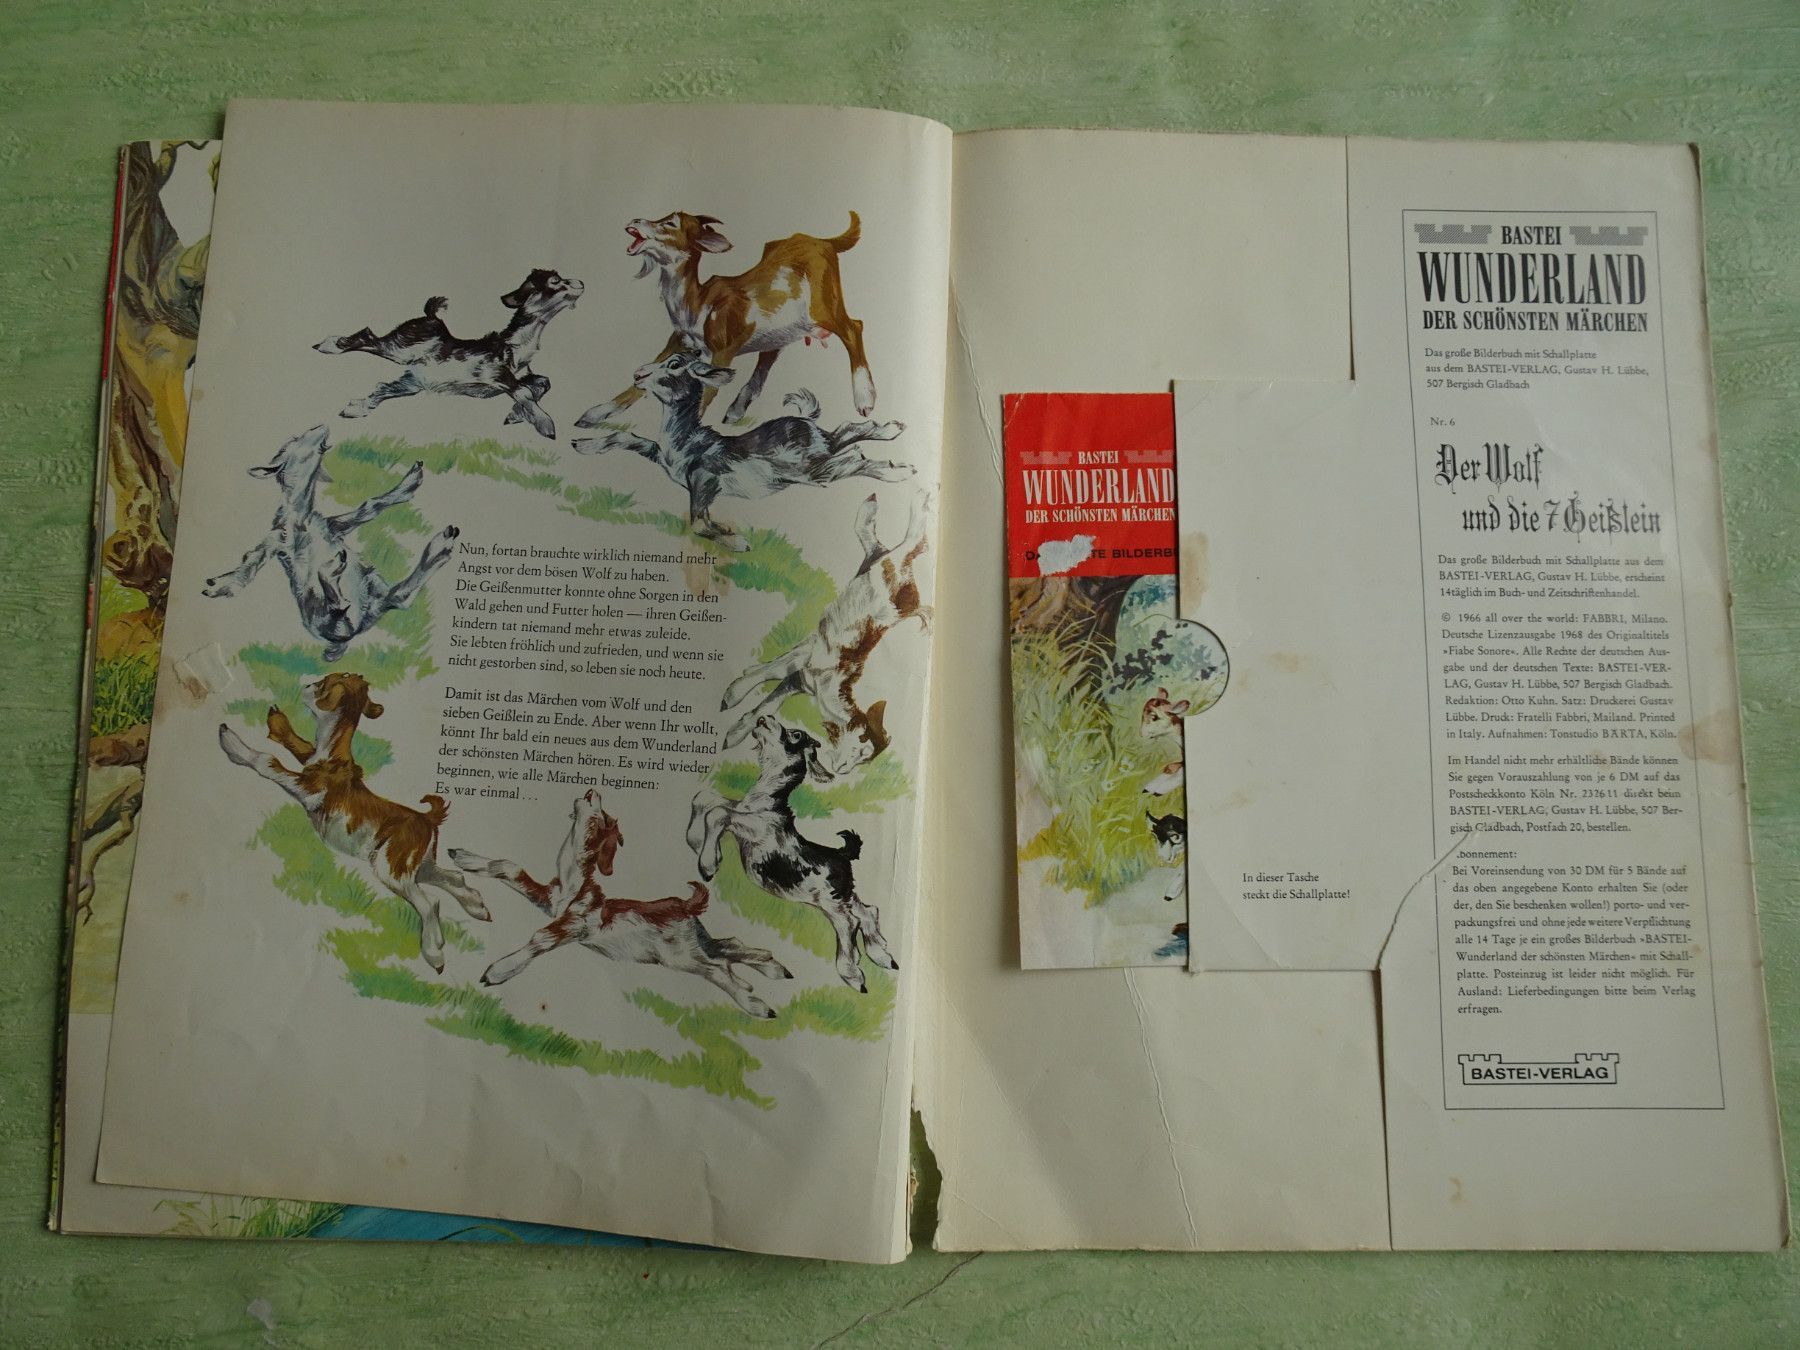 Nun, fortan brauchte wirklich niemand mehr
Angst vor dem bösen Wolf zu haben.
Die Geißenmutter konnte ohne Sorgen in den
Wald gehen und Futter holen — ihren Geißen-
kindern tat niemand mehr etwas zuleide.
Sie lebten fröhlich und zufrieden, und wenn sie
nicht gestorben sind, so leben sie noch heute.
Damit ist das Märchen vom Wolf und den
sieben Geißlein zu Ende. Aber wenn Ihr wollt,
könnt Ihr bald ein neues aus dem Wunderland
der schönsten Märchen hören. Es wird wieder
beginnen, wie alle Märchen beginnen:
Es war einmal ...
BASTEI
WUNDERLAND
DER SCHÖNSTEN MÄRCHEN
BILDERB
In dieser Tasche
steckt die Schallplatte!
BASTEI
WUNDERLAND
DER SCHÖNSTEN MÄRCHEN
Das große Bilderbuch mit Schallplatte
aus dem BASTEI-VERLAG, Gustav H. Lübbe,
507 Bergisch Gladbach
Nr. 6
Der Wolf
und die 7 Geißlein
Das große Bilderbuch mit Schallplatte aus dem
BASTEI-VERLAG, Gustav H. Lübbe, erscheint
14täglich im Buch- und Zeitschriftenhandel.
© 1966 all over the world: FABBRI, Milano.
Deutsche Lizenzausgabe 1968 des Originaltitels
»Fiabe Sonore«. Alle Rechte der deutschen Aus-
gabe und der deutschen Texte: BASTEI-VER-
LAG, Gustav H. Lübbe, 507 Bergisch Gladbach.
Redaktion: Otto Kuhn. Satz: Druckerei Gustav
Lübbe. Druck: Fratelli Fabbri, Mailand. Printed
in Italy. Aufnahmen: Tonstudio BÄRTA, Köln.
Im Handel nicht mehr erhältliche Bände können
Sie gegen Vorauszahlung von je 6 DM auf das
Postscheckkonto Köln Nr. 232611 direkt beim
BASTEI-VERLAG, Gustav H. Lübbe, 507 Ber-
gisch Gladbach, Postfach 20, bestellen.
bonnement:
Bei Voreinsendung von 30 DM für 5 Bände auf
das oben angegebene Konto erhalten Sie (oder
der, den Sie beschenken wollen!) porto- und ver-
packungsfrei und ohne jede weitere Verpflichtung
alle 14 Tage je ein großes Bilderbuch »BASTEI-
Wunderland der schönsten Märchen« mit Schall-
platte. Posteinzug ist leider nicht möglich. Für
Ausland: Lieferbedingungen bitte beim Verlag
erfragen.
BASTEI-VERLAG